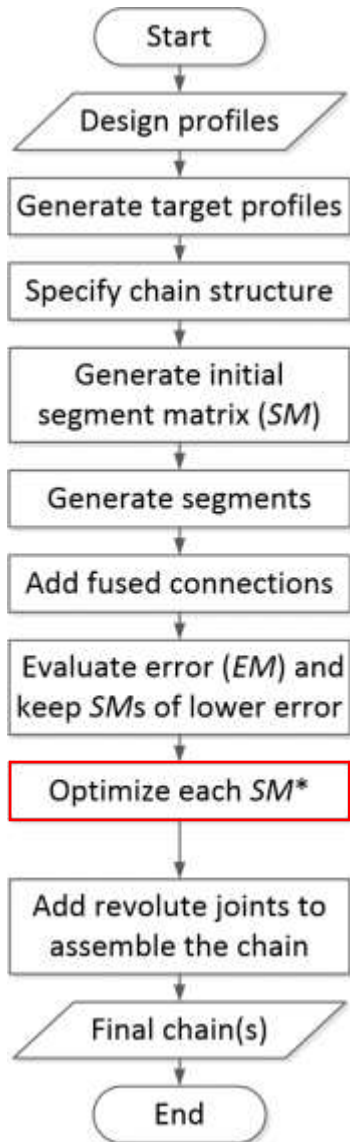 Start
Design profiles
Generate target profiles
Specify chain structure
Generate initial
segment matrix (SM)
Generate segments
Add fused connections
Evaluate error (EM) and
keep SMs of lower error
Optimize each SM*
Add revolute joints to
assemble the chain
Final chain(s)
End